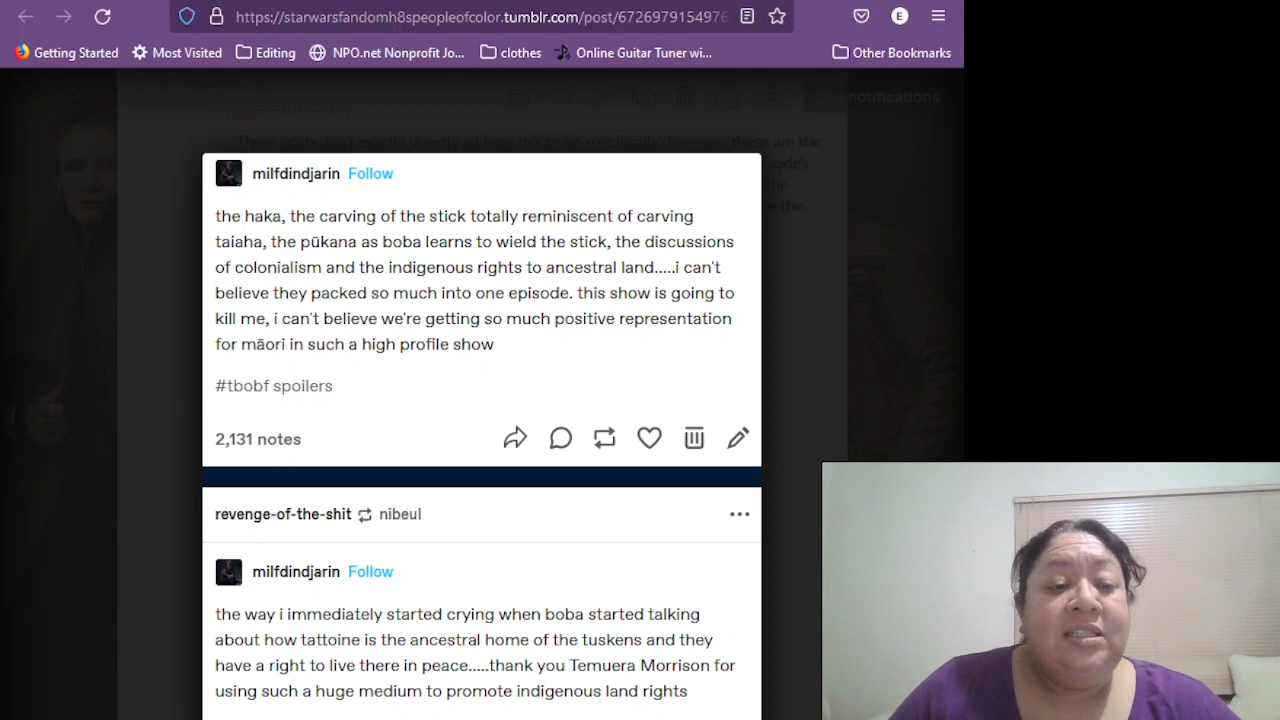 https://starwarsfandomh8speopleofcolor.tumblr.com/post/6726979154976
E
Getting Started Most Visited Editing NPO.net Nonprofit Jo... clothes Online Guitar Tuner wi... Other Bookmarks
Get notifications
milfdindjarin Follow
the haka, the carving of the stick totally reminiscent of carving
taiaha, the pūkana as boba learns to wield the stick, the discussions
of colonialism and the indigenous rights to ancestral land.....i can't
believe they packed so much into one episode. this show is going to
kill me, i can't believe we're getting so much positive representation
for māori in such a high profile show
#tbobf spoilers
2,131 notes
revenge-of-the-shit nibeul
milfdindjarin Follow
the way i immediately started crying when boba started talking
about how tattoine is the ancestral home of the tuskens and they
have a right to live there in peace.....thank you Temuera Morrison for
using such a huge medium to promote indigenous land rights